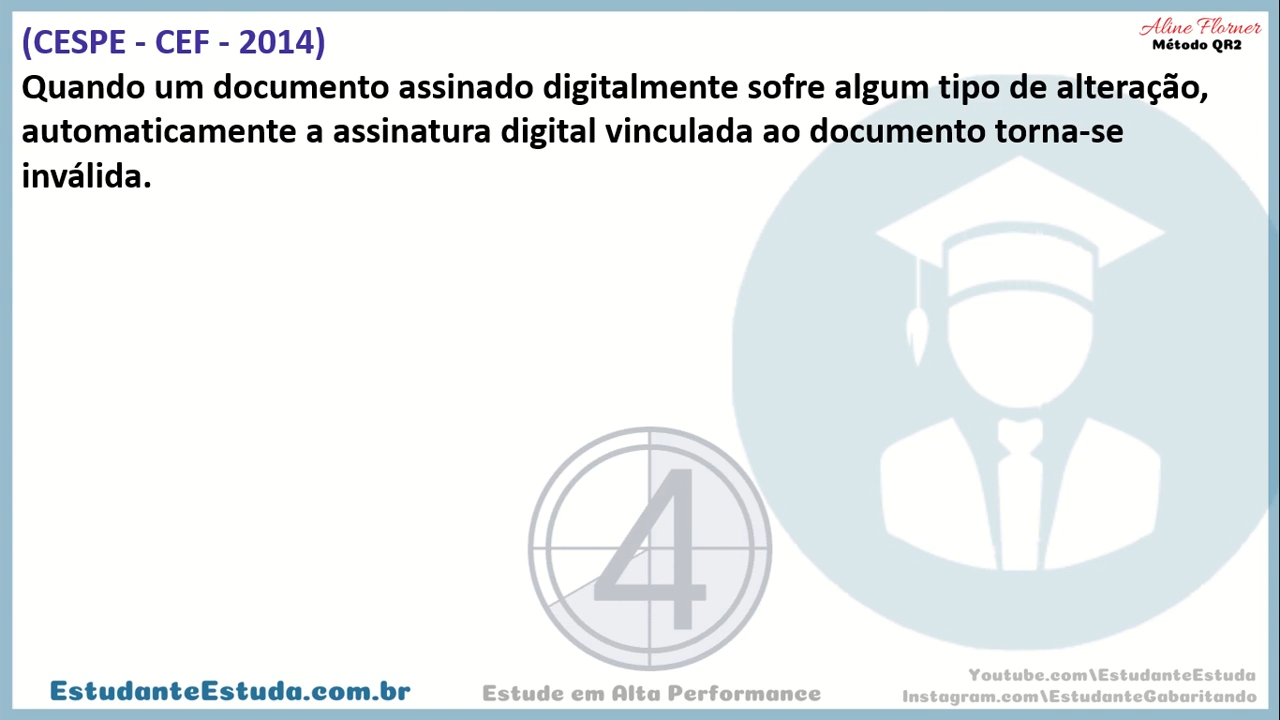 (CESPE - CEF - 2014)
Aline Florner
Método QR2
Quando um documento assinado digitalmente sofre algum tipo de alteração,
automaticamente a assinatura digital vinculada ao documento torna-se
inválida.
4
EstudanteEstuda.com.br
Estude em Alta Performance
Youtube.com\EstudanteEstuda
Instagram.com\EstudanteGabaritando